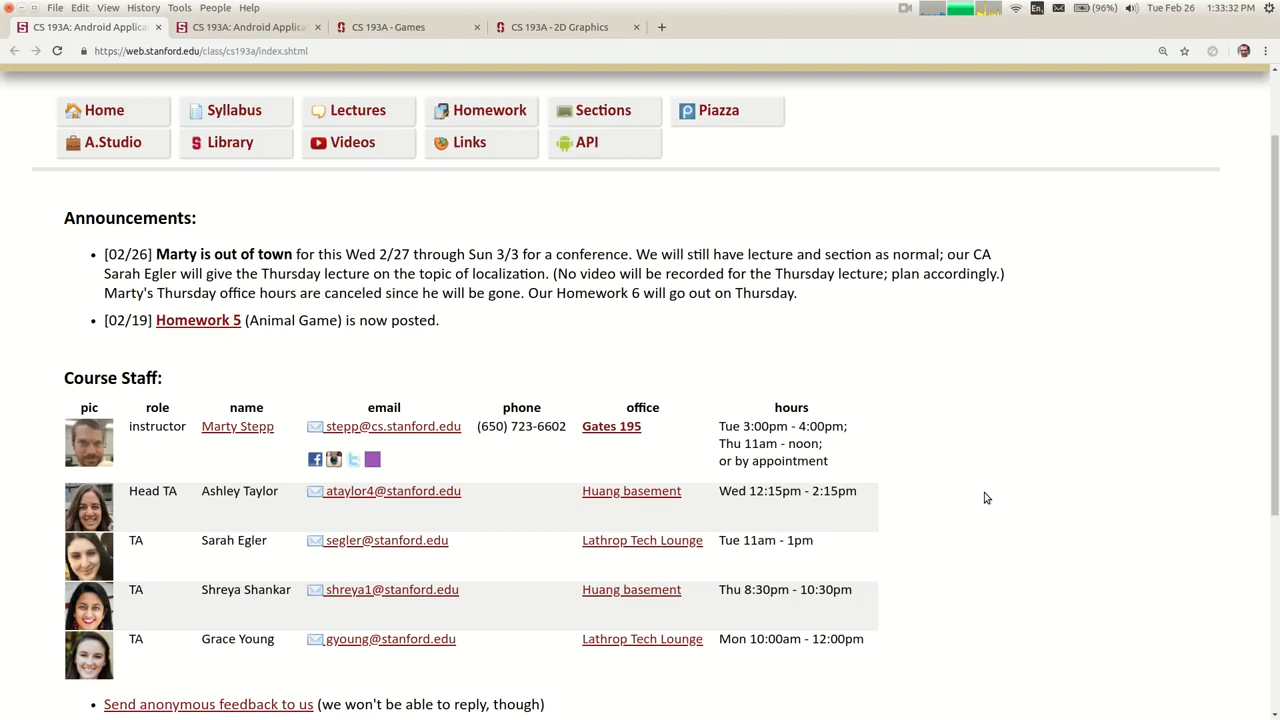 File Edit View History Tools People Help
En, (96%) Tue Feb 26 1:33:32 PM
CS 193A: Android Applica CS 193A: Android Applica CS 193A - Games CS 193A - 2D Graphics
https://web.stanford.edu/class/cs193a/index.shtml
Home Syllabus Lectures Homework Sections Piazza
A.Studio Library Videos Links API
Announcements:
• [02/26] Marty is out of town for this Wed 2/27 through Sun 3/3 for a conference. We will still have lecture and section as normal; our CA
Sarah Egler will give the Thursday lecture on the topic of localization. (No video will be recorded for the Thursday lecture; plan accordingly.)
Marty's Thursday office hours are canceled since he will be gone. Our Homework 6 will go out on Thursday.
• [02/19] Homework 5 (Animal Game) is now posted.
Course Staff:
pic role name email phone office hours
instructor Marty Stepp stepp@cs.stanford.edu (650) 723-6602 Gates 195 Tue 3:00pm - 4:00pm;
Thu 11am - noon;
or by appointment
Head TA Ashley Taylor ataylor4@stanford.edu Huang basement Wed 12:15pm - 2:15pm
TA Sarah Egler segler@stanford.edu Lathrop Tech Lounge Tue 11am - 1pm
TA Shreya Shankar shreya1@stanford.edu Huang basement Thu 8:30pm - 10:30pm
TA Grace Young gyoung@stanford.edu Lathrop Tech Lounge Mon 10:00am - 12:00pm
• Send anonymous feedback to us (we won't be able to reply, though)